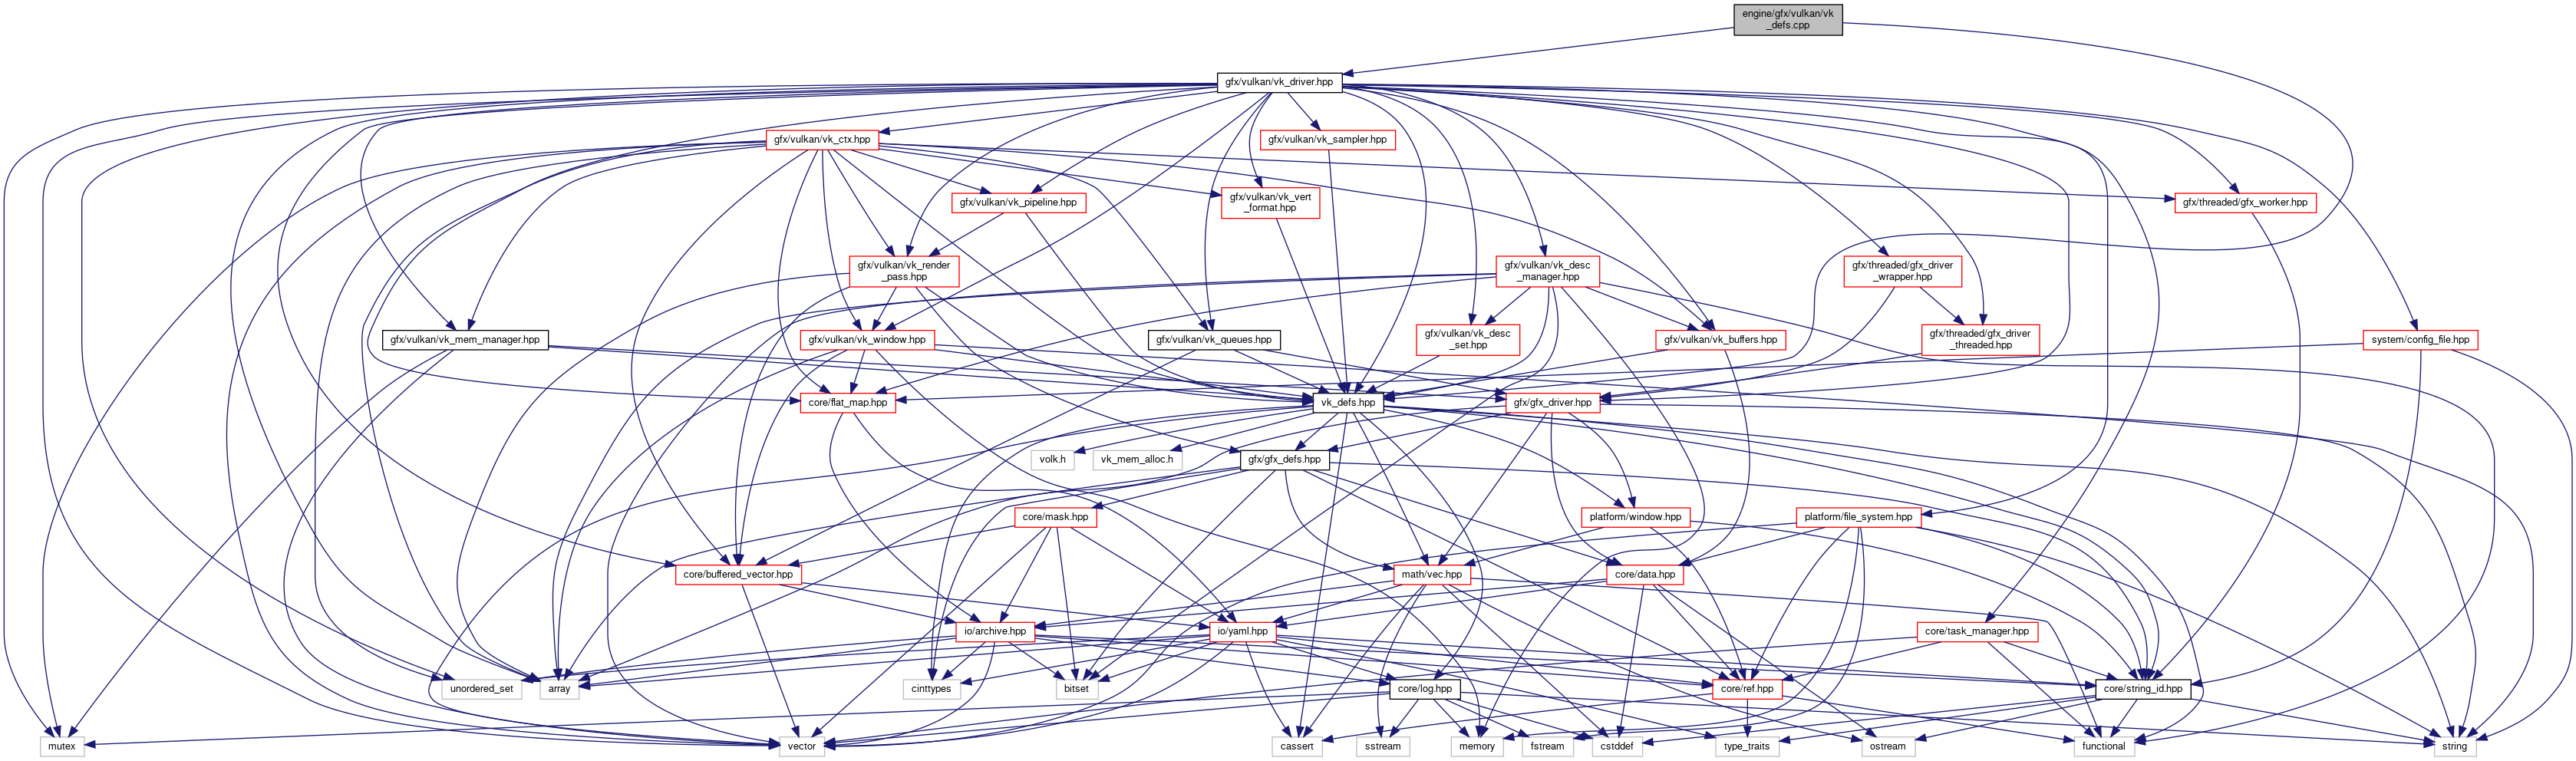 engine/gfx/vulkan/vk
_defs.cpp
gfx/vulkan/vk_driver.hpp
gfx/vulkan/vk_ctx.hpp
gfx/vulkan/vk_sampler.hpp
gfx/vulkan/vk_pipeline.hpp
gfx/vulkan/vk_vert
_format.hpp
gfx/threaded/gfx_worker.hpp
gfx/vulkan/vk_render
_pass.hpp
gfx/vulkan/vk_desc
_manager.hpp
gfx/threaded/gfx_driver
_wrapper.hpp
gfx/vulkan/vk_mem_manager.hpp
gfx/vulkan/vk_window.hpp
gfx/vulkan/vk_queues.hpp
gfx/vulkan/vk_desc
_set.hpp
gfx/vulkan/vk_buffers.hpp
gfx/threaded/gfx_driver
_threaded.hpp
system/config_file.hpp
core/flat_map.hpp
vk_defs.hpp
gfx/gfx_driver.hpp
volk.h
vk_mem_alloc.h
gfx/gfx_defs.hpp
core/mask.hpp
platform/window.hpp
platform/file_system.hpp
core/buffered_vector.hpp
math/vec.hpp
core/data.hpp
io/archive.hpp
io/yaml.hpp
core/task_manager.hpp
unordered_set
array
cinttypes
bitset
core/log.hpp
core/ref.hpp
core/string_id.hpp
mutex
vector
cassert
sstream
memory
fstream
cstddef
type_traits
ostream
functional
string